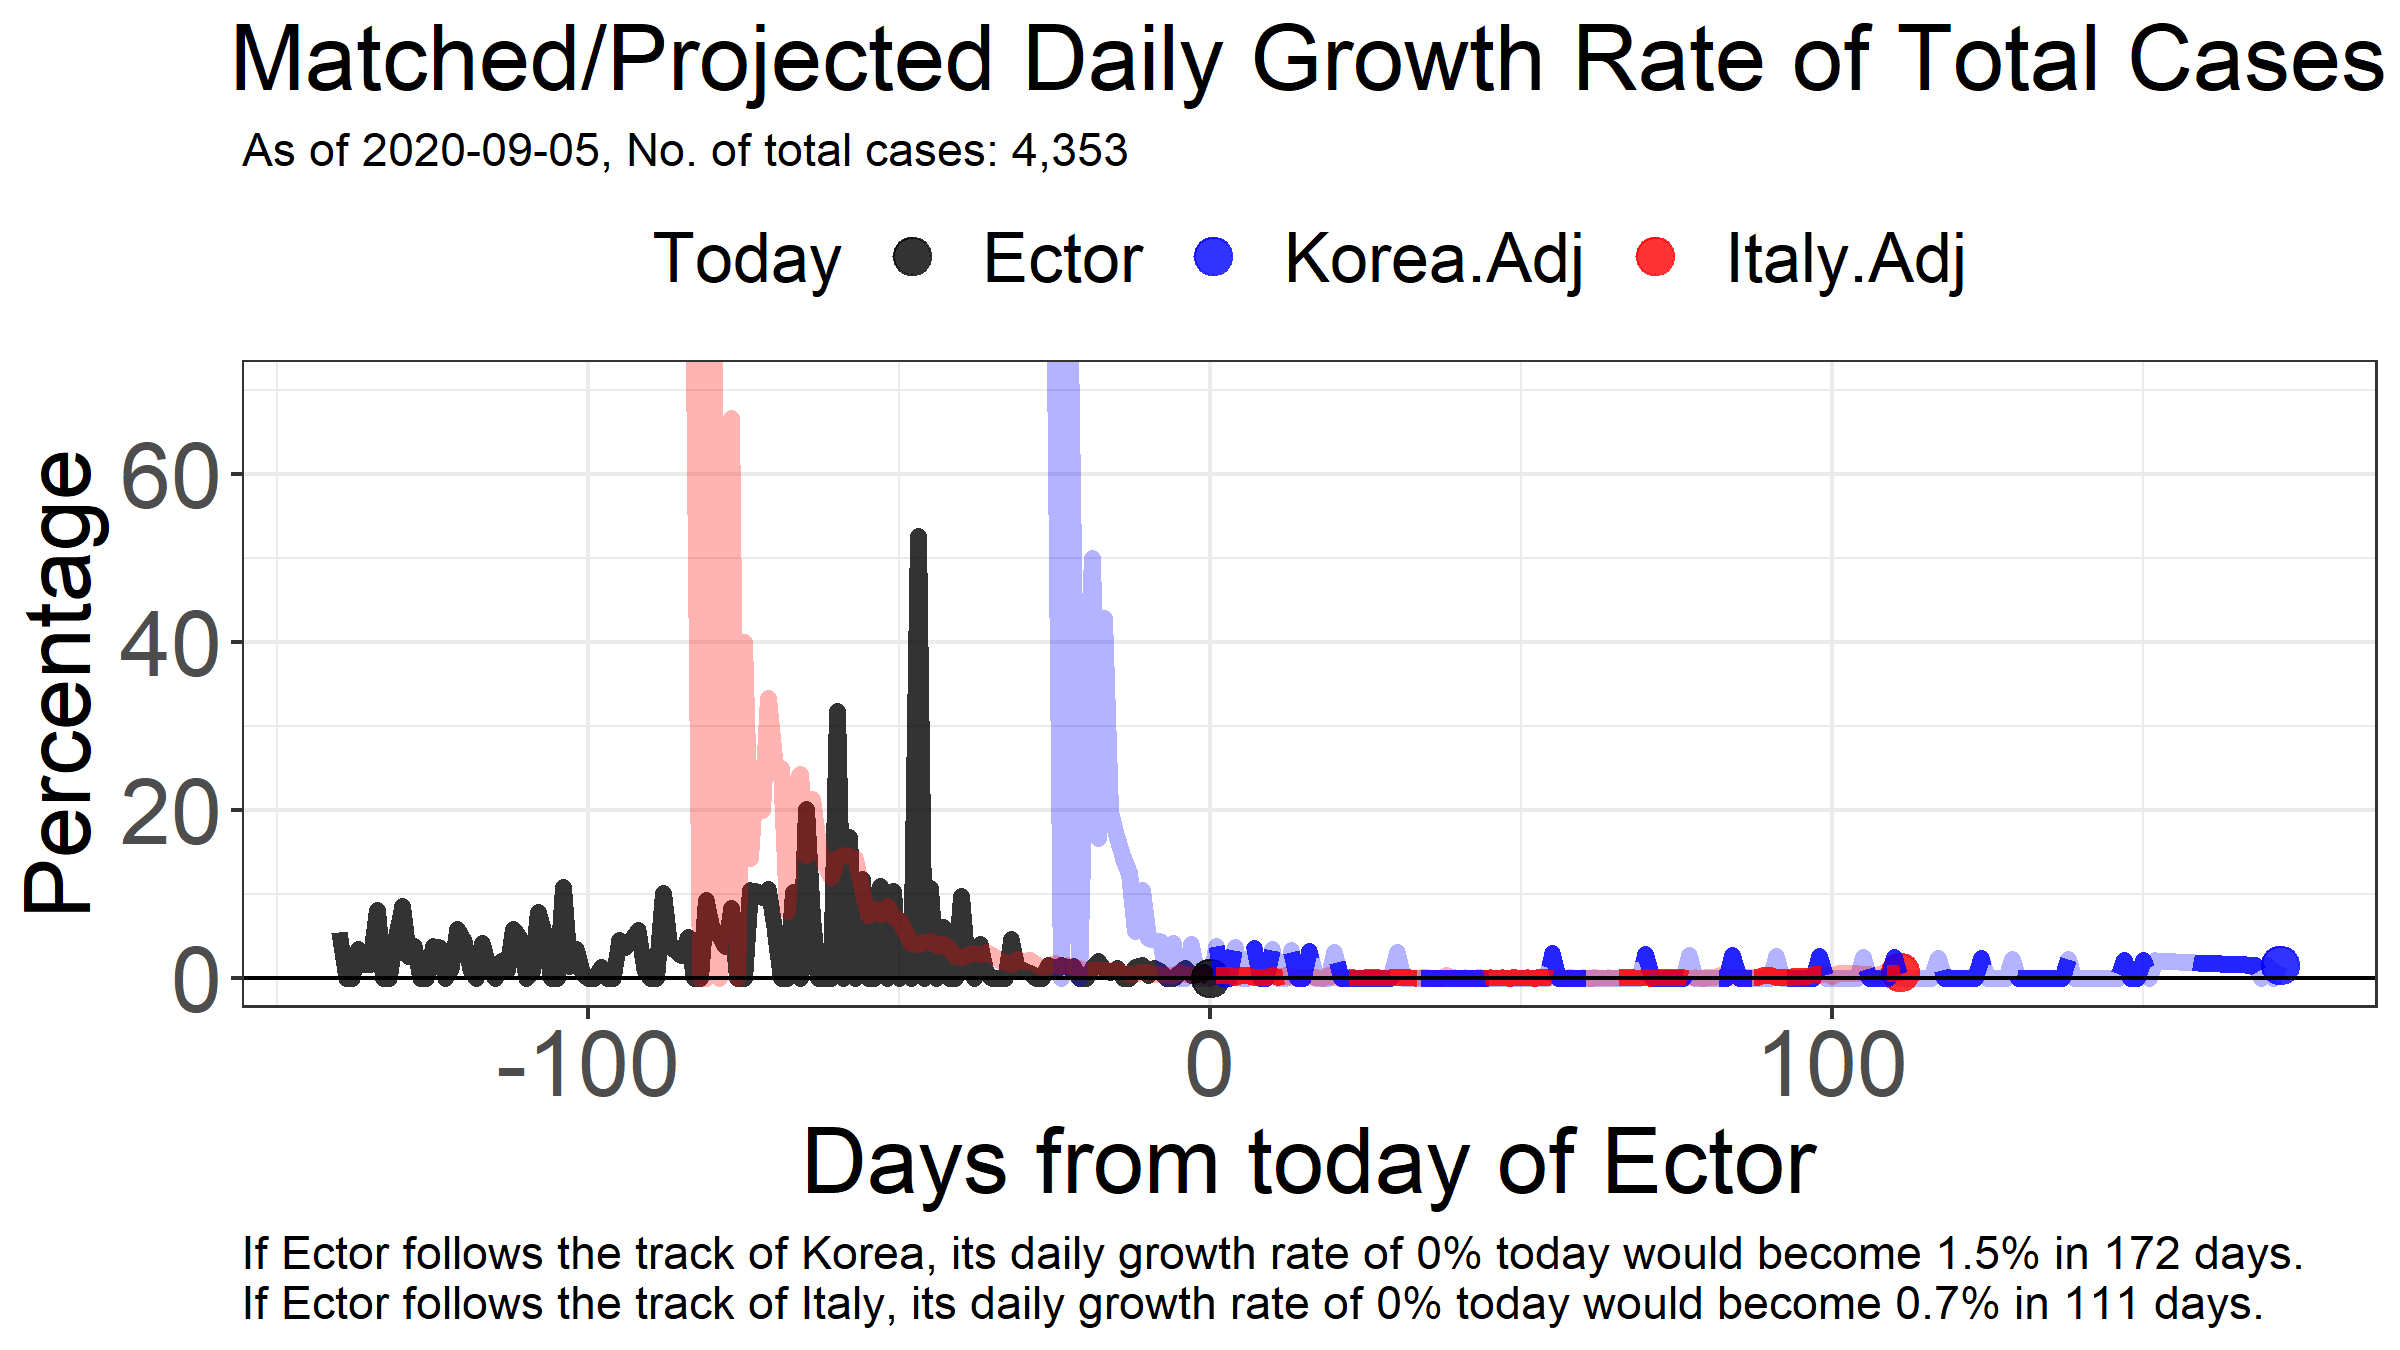 Matched/Projected Daily Growth Rate of Total Cases
As of 2020-09-05, No. of total cases: 4,353
Today Ector Korea.Adj Italy.Adj
Percentage
60
40
20
0
-100 0 100
Days from today of Ector
If Ector follows the track of Korea, its daily growth rate of 0% today would become 1.5% in 172 days.
If Ector follows the track of Italy, its daily growth rate of 0% today would become 0.7% in 111 days.